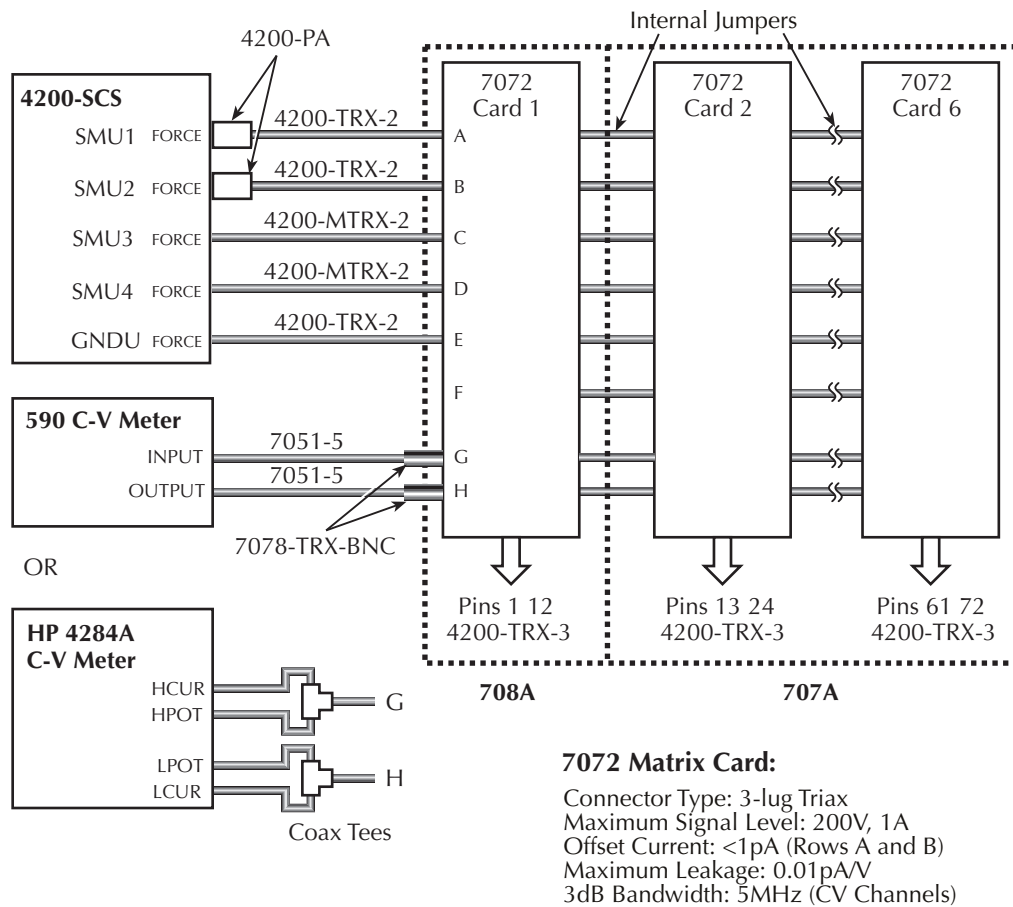 4200-PA
Internal Jumpers
4200-SCS
SMU1 FORCE
SMU2 FORCE
SMU3 FORCE
SMU4 FORCE
GNDU FORCE
4200-TRX-2
4200-TRX-2
4200-MTRX-2
4200-MTRX-2
4200-TRX-2
7072
Card 1
A
B
C
D
E
F
G
H
7072
Card 2
7072
Card 6
590 C-V Meter
INPUT
OUTPUT
7051-5
7051-5
7078-TRX-BNC
OR
Pins 1 12
4200-TRX-3
Pins 13 24
4200-TRX-3
Pins 61 72
4200-TRX-3
708A
707A
HP 4284A
C-V Meter
HCUR
HPOT
LPOT
LCUR
G
H
Coax Tees
7072 Matrix Card:
Connector Type: 3-lug Triax
Maximum Signal Level: 200V, 1A
Offset Current: <1pA (Rows A and B)
Maximum Leakage: 0.01pA/V
3dB Bandwidth: 5MHz (CV Channels)